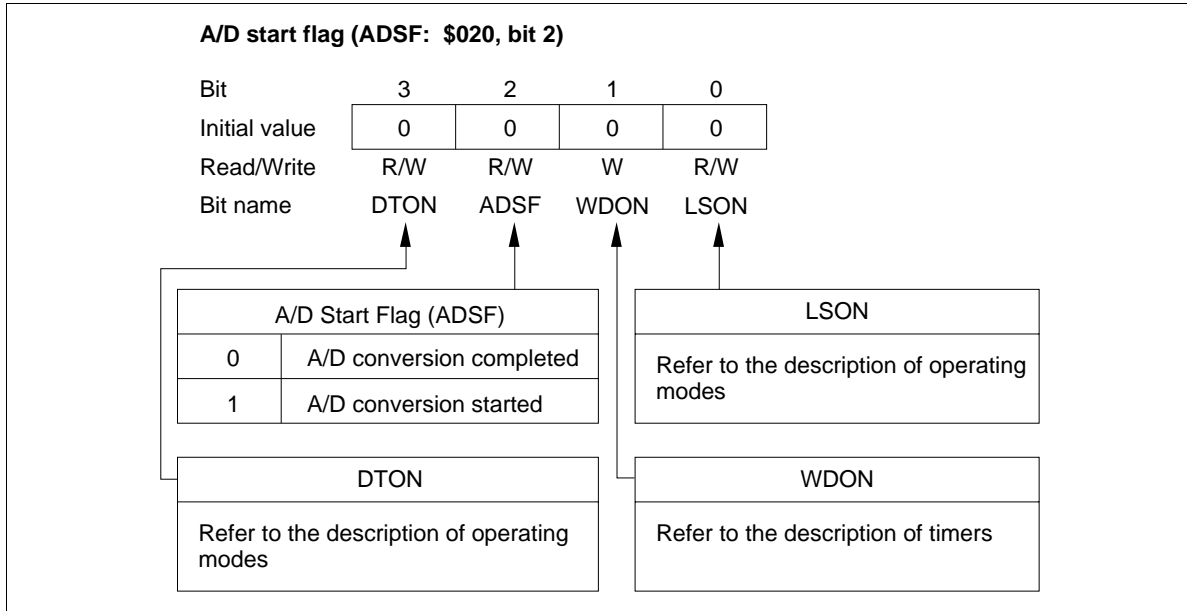 A/D start flag (ADSF: $020, bit 2)
Bit 3 2 1 0
Initial value 0 0 0 0
Read/Write R/W R/W W R/W
Bit name DTON ADSF WDON LSON
A/D Start Flag (ADSF)
0 A/D conversion completed
1 A/D conversion started
LSON
Refer to the description of operating
modes
DTON
Refer to the description of operating
modes
WDON
Refer to the description of timers